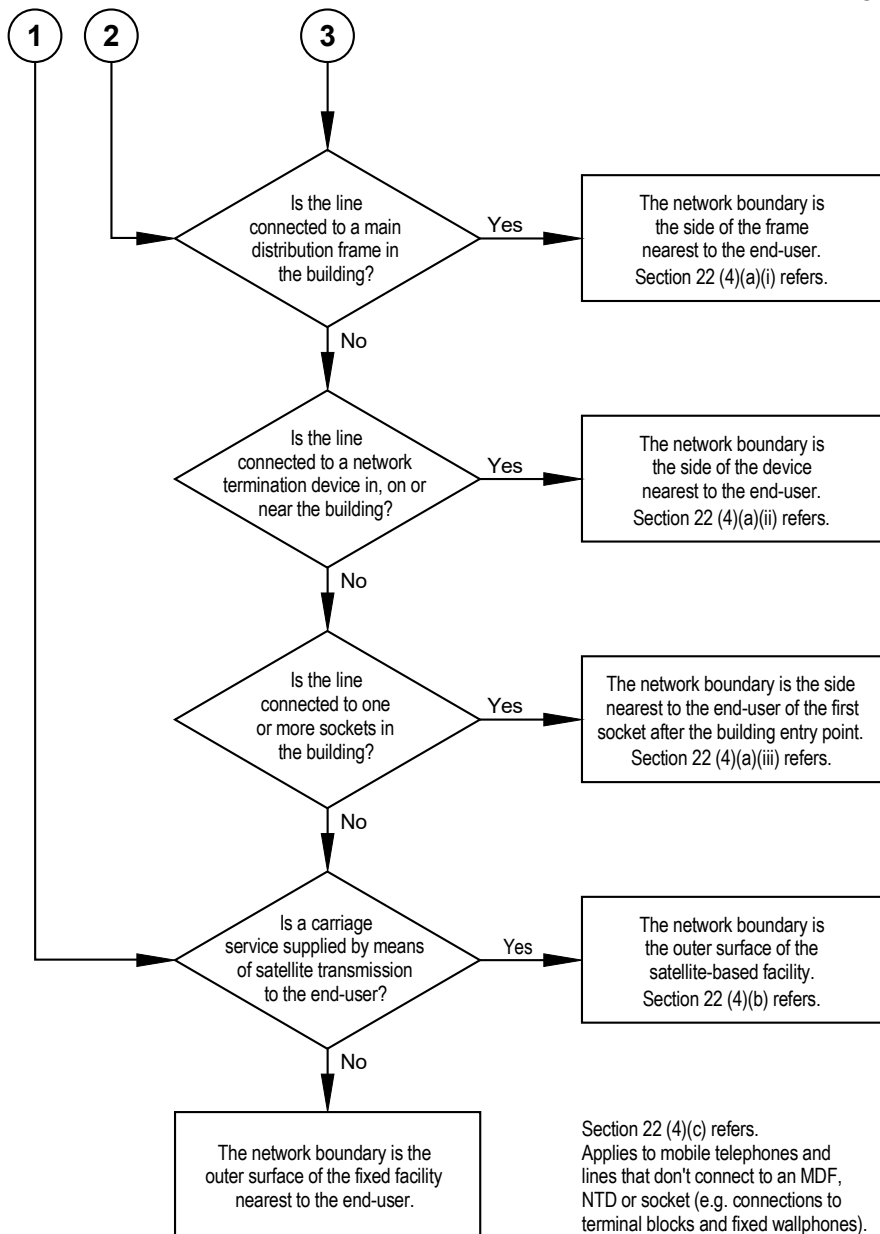 1
2
3
Is the line
connected to a main
distribution frame in
the building?
Yes
The network boundary is
the side of the frame
nearest to the end-user.
Section 22 (4)(a)(i) refers.
No
Is the line
connected to a network
termination device in, on or
near the building?
Yes
The network boundary is
the side of the device
nearest to the end-user.
Section 22 (4)(a)(ii) refers.
No
Is the line
connected to one
or more sockets in
the building?
Yes
The network boundary is the side
nearest to the end-user of the first
socket after the building entry point.
Section 22 (4)(a)(iii) refers.
No
Is a carriage
service supplied by means
of satellite transmission
to the end-user?
Yes
The network boundary is
the outer surface of the
satellite-based facility.
Section 22 (4)(b) refers.
No
The network boundary is the
outer surface of the fixed facility
nearest to the end-user.
Section 22 (4)(c) refers.
Applies to mobile telephones and
lines that don't connect to an MDF,
NTD or socket (e.g. connections to
terminal blocks and fixed wallphones).